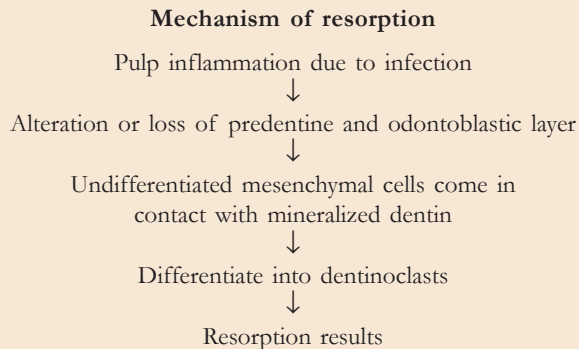 Mechanism of resorption
Pulp inflammation due to infection
↓
Alteration or loss of predentine and odontoblastic layer
↓
Undifferentiated mesenchymal cells come in
contact with mineralized dentin
↓
Differentiate into dentinoclasts
↓
Resorption results